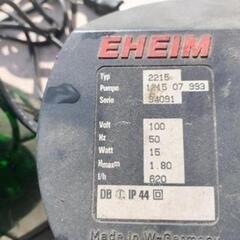 EHEIM
Typ 2215
Pumpe 1215 07 993
Serie 94091
Volt 100
Hz 50
Watt 15
Hmax m 1.80
l/h 620
DB IP 44
Made in W-Germany